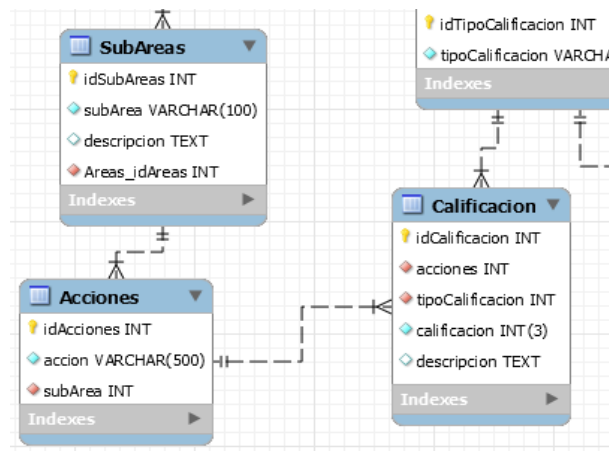 SubAreas
idSubAreas INT
subArea VARCHAR(100)
descripcion TEXT
Areas_idAreas INT
Indexes
idTipoCalificacion INT
tipoCalificacion VARCHA
Indexes
Acciones
idAcciones INT
accion VARCHAR(500)
subArea INT
Indexes
Calificacion
idCalificacion INT
acciones INT
tipoCalificacion INT
calificacion INT(3)
descripcion TEXT
Indexes